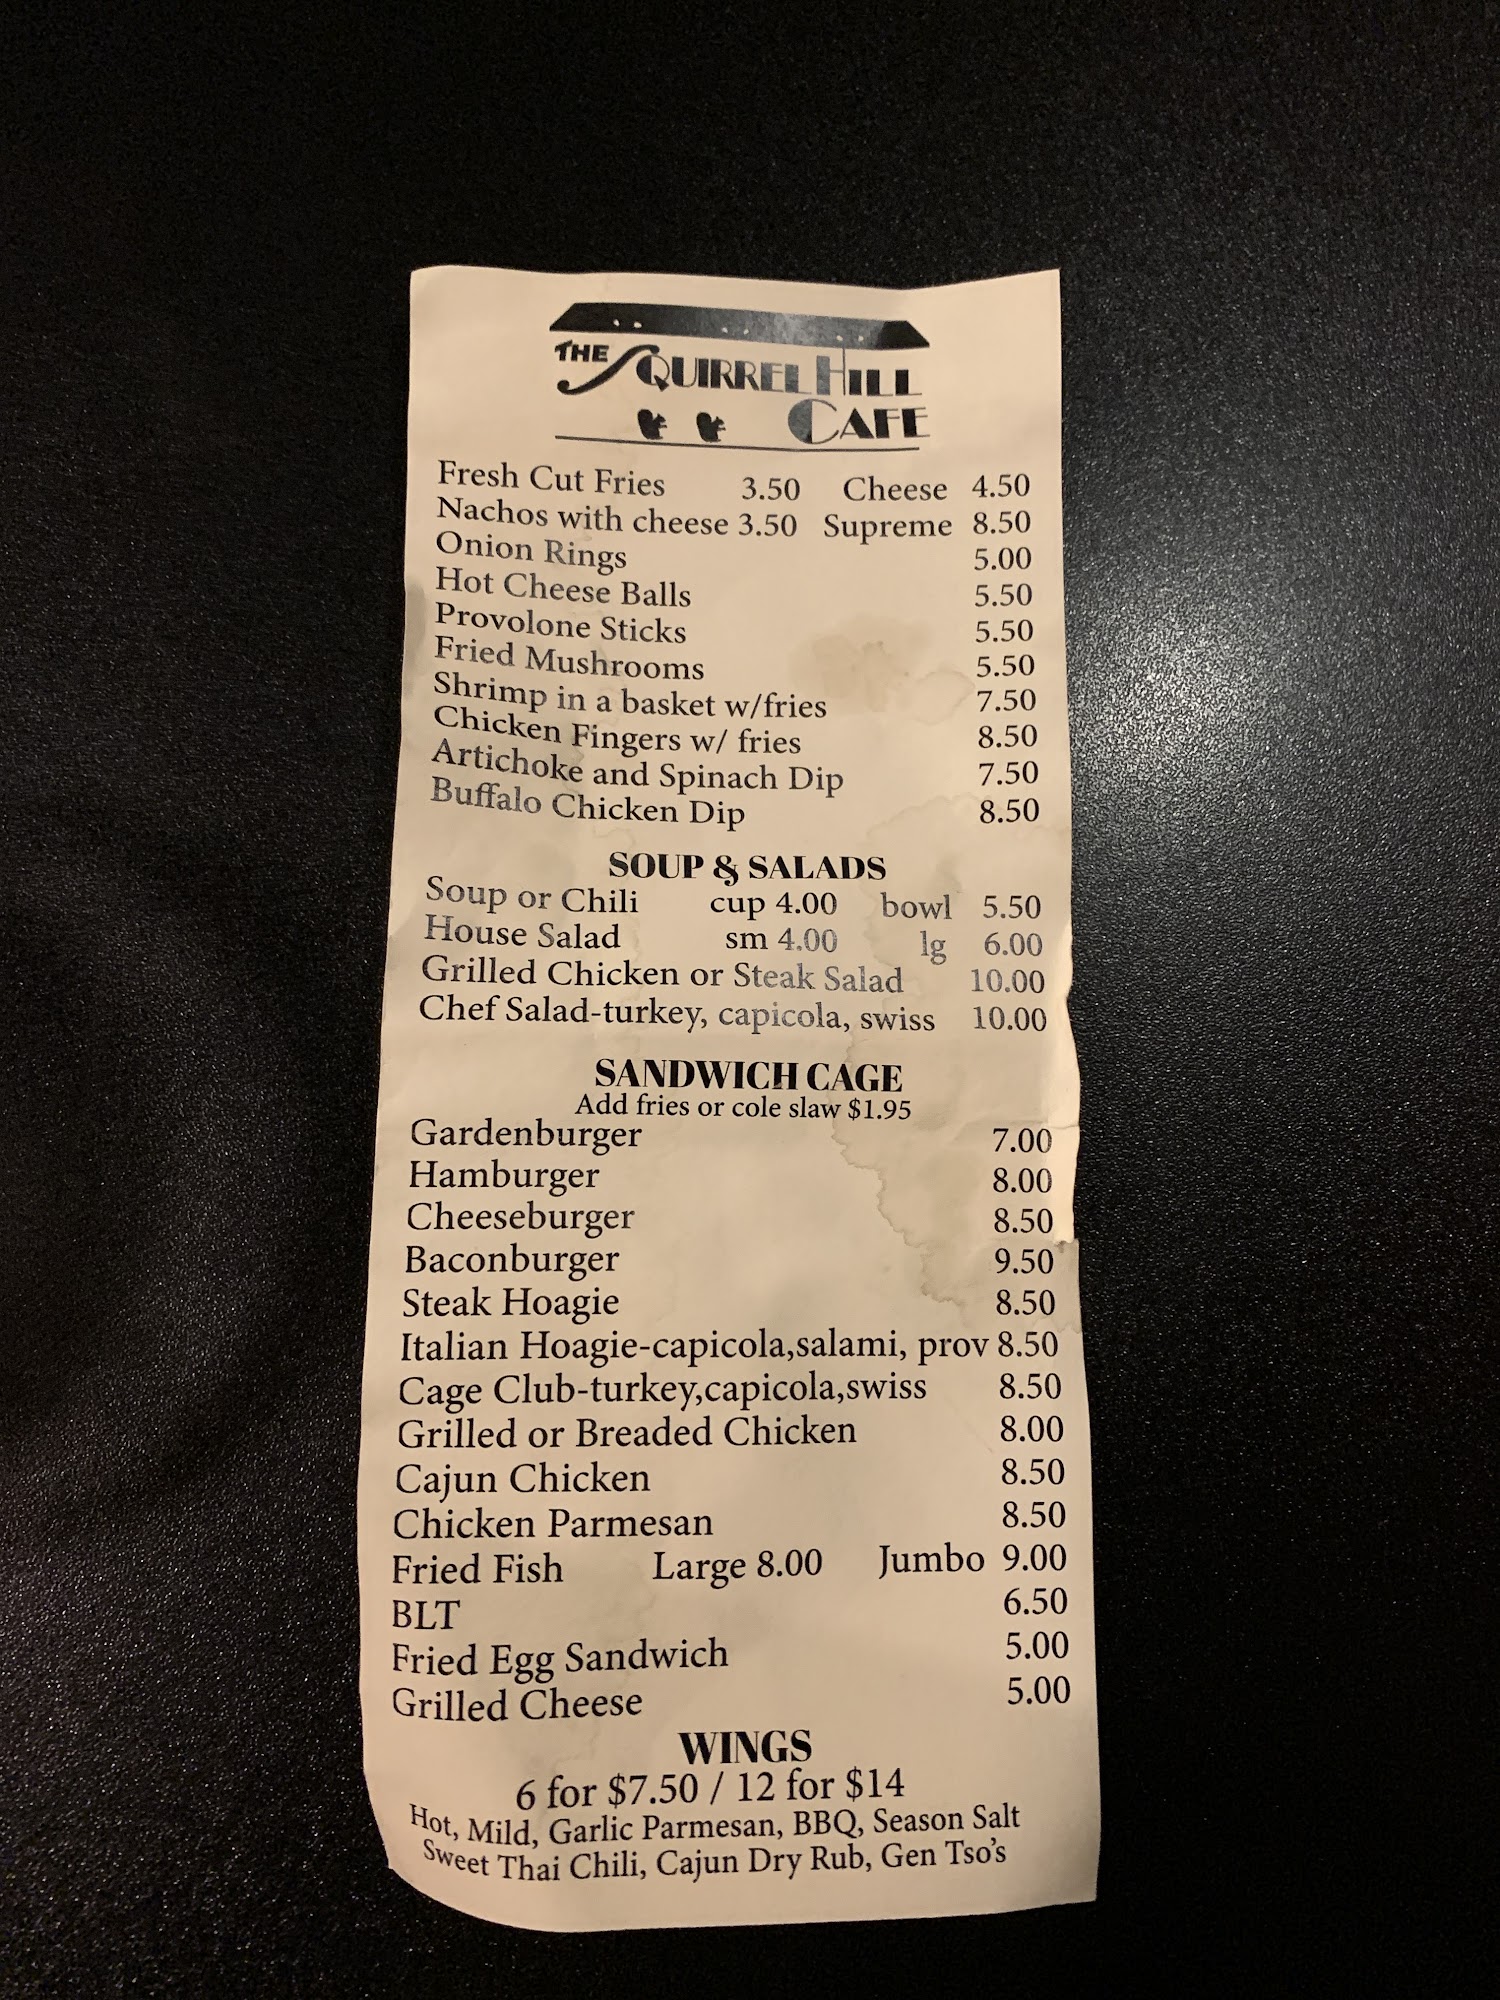 THE SQUIRREL HILL
CAFE
Fresh Cut Fries 3.50 Cheese 4.50
Nachos with cheese 3.50 Supreme 8.50
Onion Rings 5.00
Hot Cheese Balls 5.50
Provolone Sticks 5.50
Fried Mushrooms 5.50
Shrimp in a basket w/fries 7.50
Chicken Fingers w/ fries 8.50
Artichoke and Spinach Dip 7.50
Buffalo Chicken Dip 8.50
SOUP & SALADS
Soup or Chili cup 4.00 bowl 5.50
House Salad sm 4.00 lg 6.00
Grilled Chicken or Steak Salad 10.00
Chef Salad-turkey, capicola, swiss 10.00
SANDWICH CAGE
Add fries or cole slaw $1.95
Gardenburger 7.00
Hamburger 8.00
Cheeseburger 8.50
Baconburger 9.50
Steak Hoagie 8.50
Italian Hoagie-capicola,salami, prov 8.50
Cage Club-turkey,capicola,swiss 8.50
Grilled or Breaded Chicken 8.00
Cajun Chicken 8.50
Chicken Parmesan 8.50
Fried Fish Large 8.00 Jumbo 9.00
BLT 6.50
Fried Egg Sandwich 5.00
Grilled Cheese 5.00
WINGS
6 for $7.50 / 12 for $14
Hot, Mild, Garlic Parmesan, BBQ, Season Salt
Sweet Thai Chili, Cajun Dry Rub, Gen Tso's